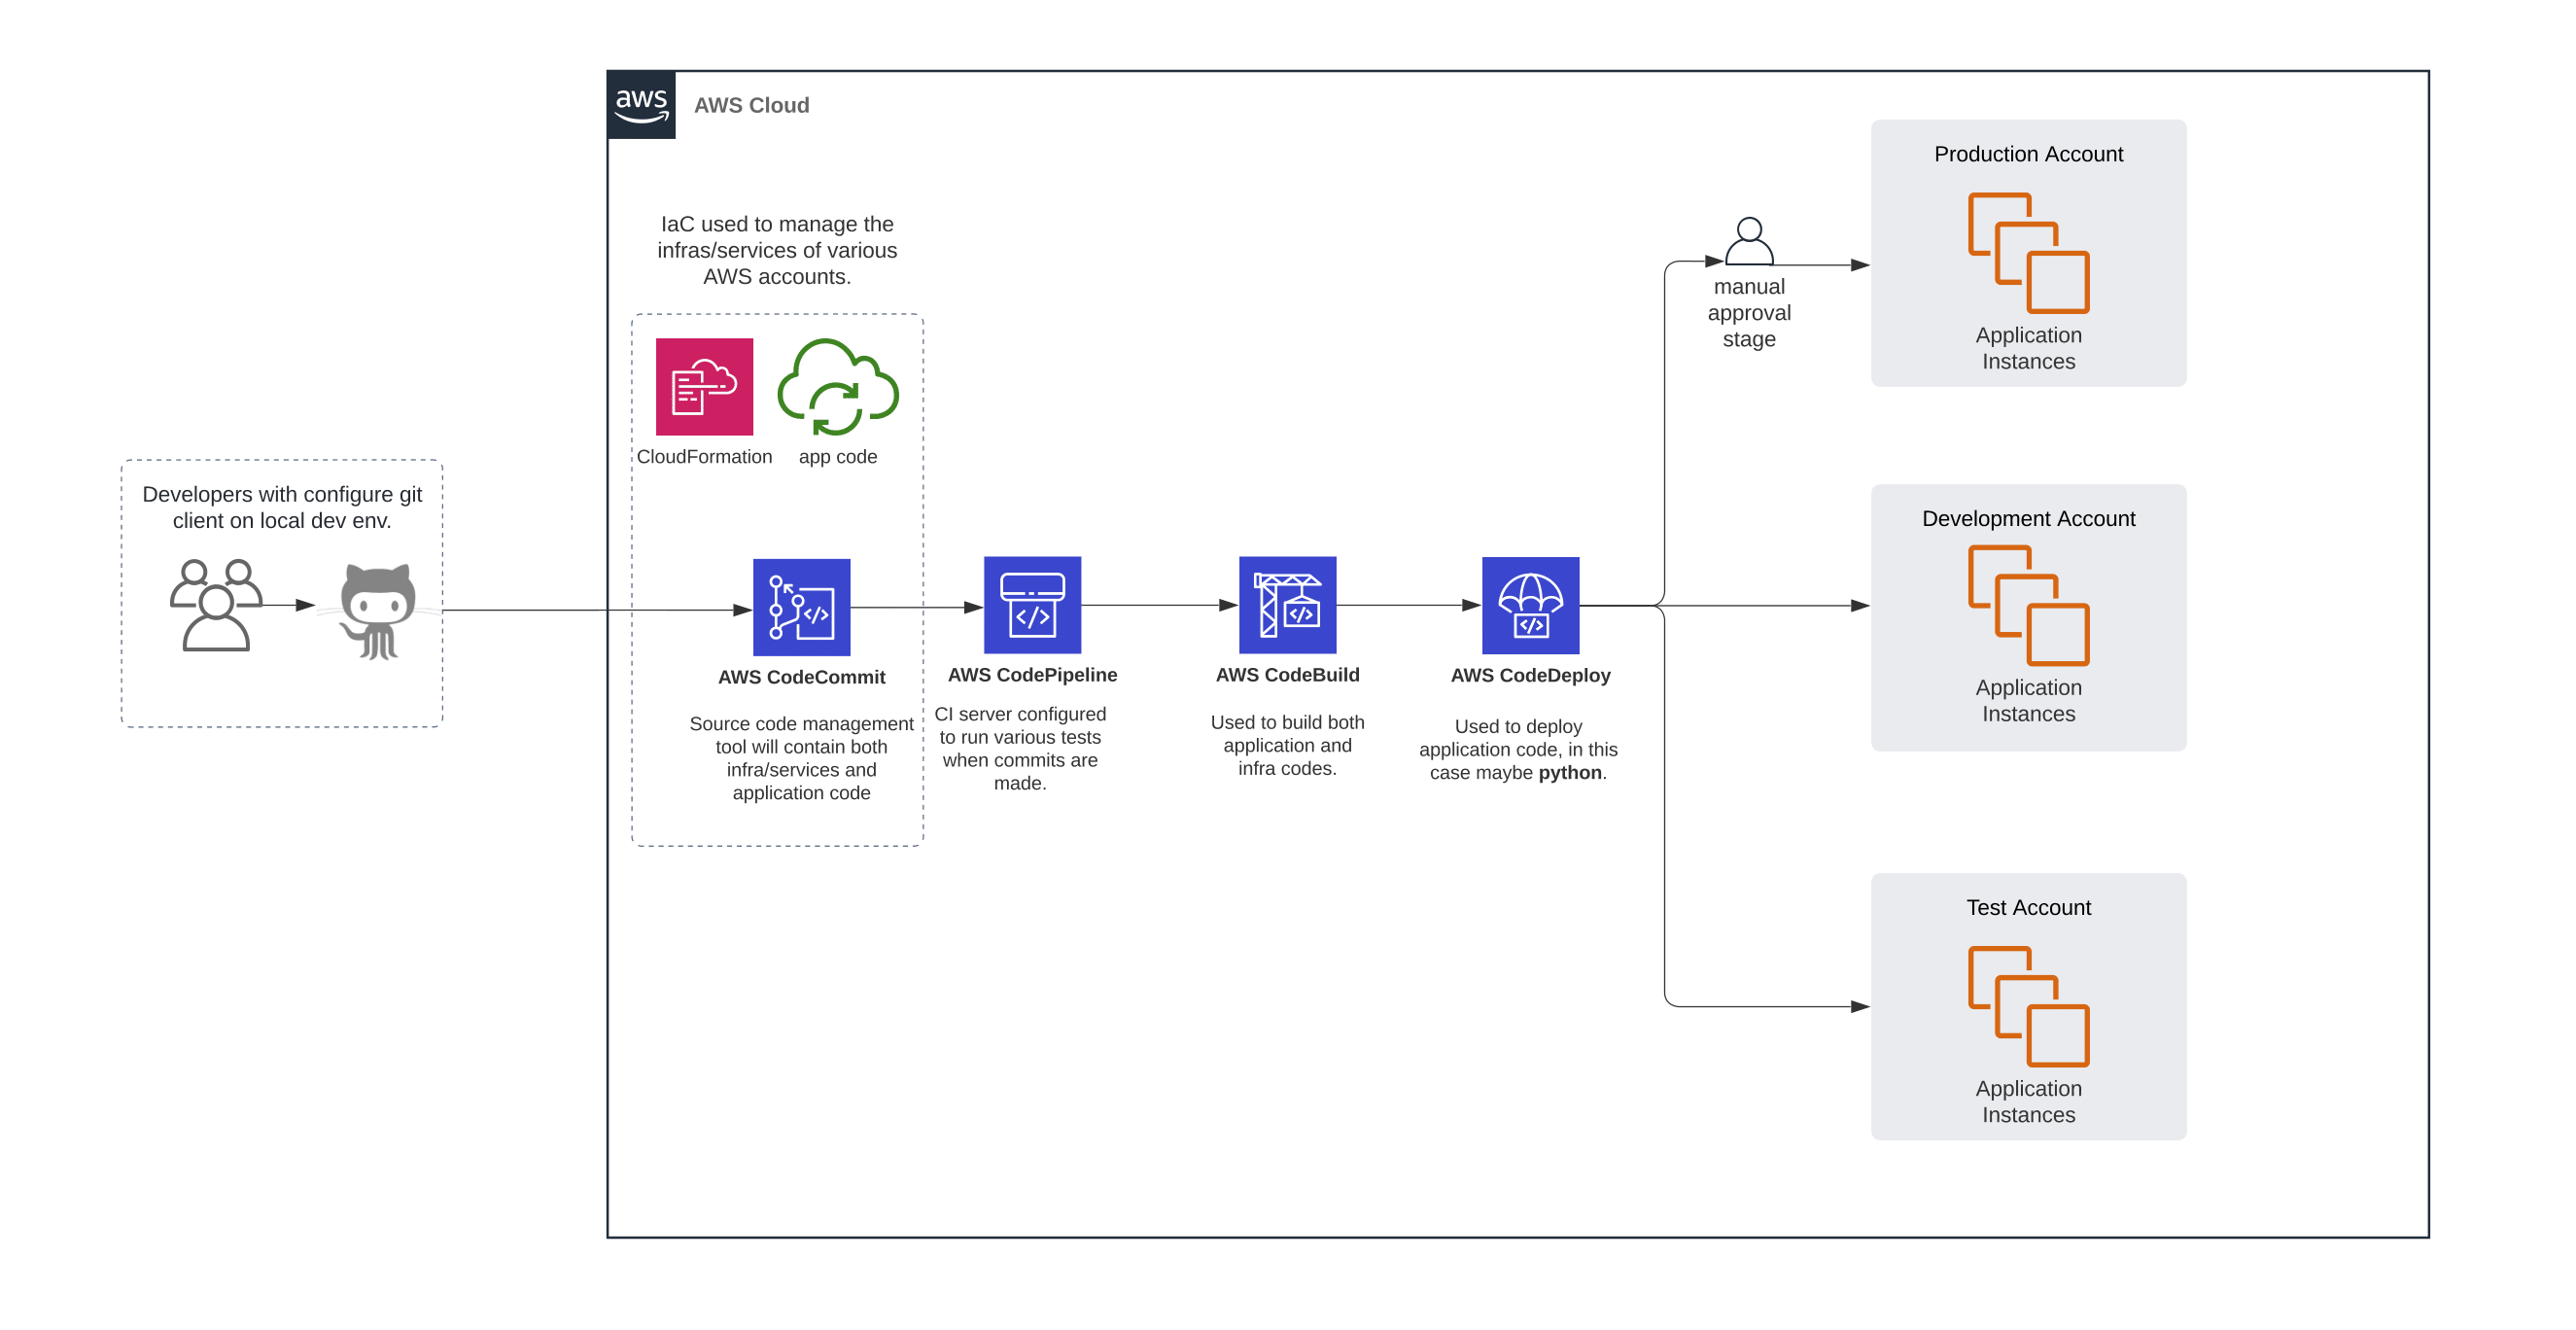 aws
AWS Cloud
Production Account
IaC used to manage the
infras/services of various
AWS accounts.
manual
approval
stage
Application
Instances
CloudFormation
app code
Developers with configure git
client on local dev env.
Development Account
AWS CodeCommit
AWS CodePipeline
AWS CodeBuild
AWS CodeDeploy
Source code management
tool will contain both
infra/services and
application code
CI server configured
to run various tests
when commits are
made.
Used to build both
application and
infra codes.
Used to deploy
application code, in this
case maybe python.
Application
Instances
Test Account
Application
Instances